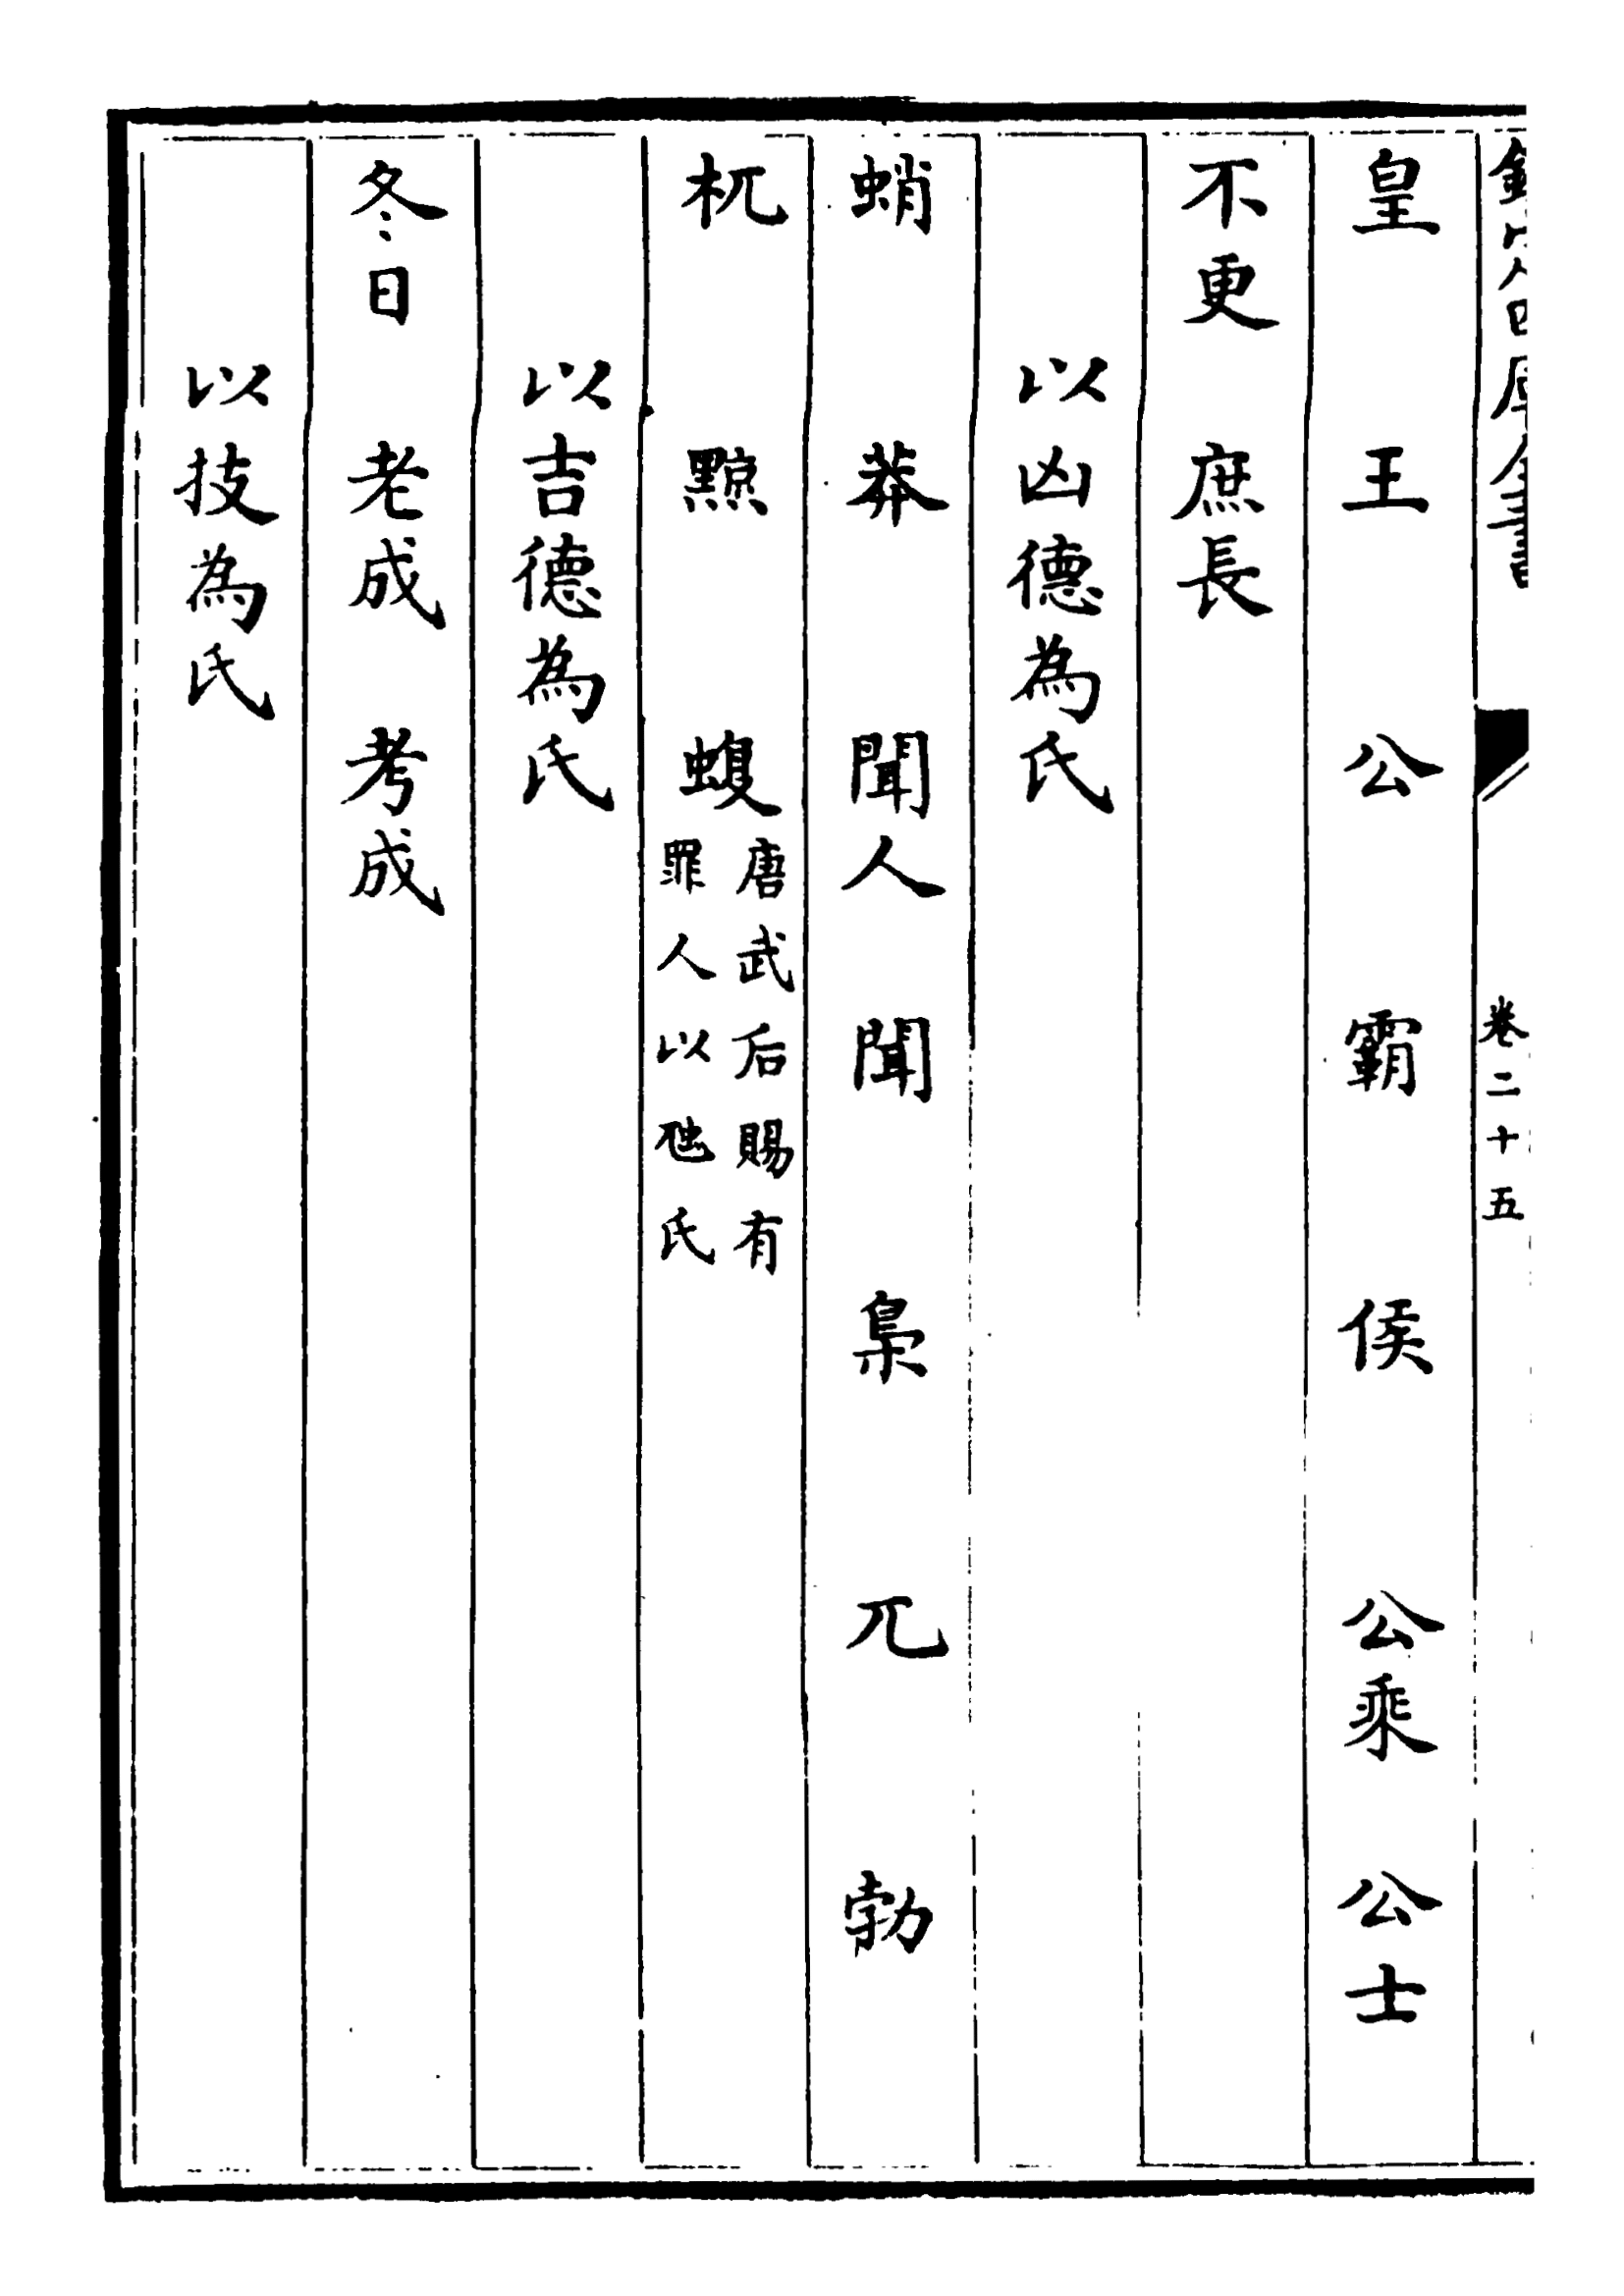 欽定四庫全書 卷二十五
皇 王 公 霸 侯 公乘 公士
不更 庶長
以凶德為氏
蛸 莽 聞人 聞 梟 兀 勃
杌 黥 蝮 唐武后賜有
罪人以他氏
以吉德為氏
冬日 老成 考成
以技為氏